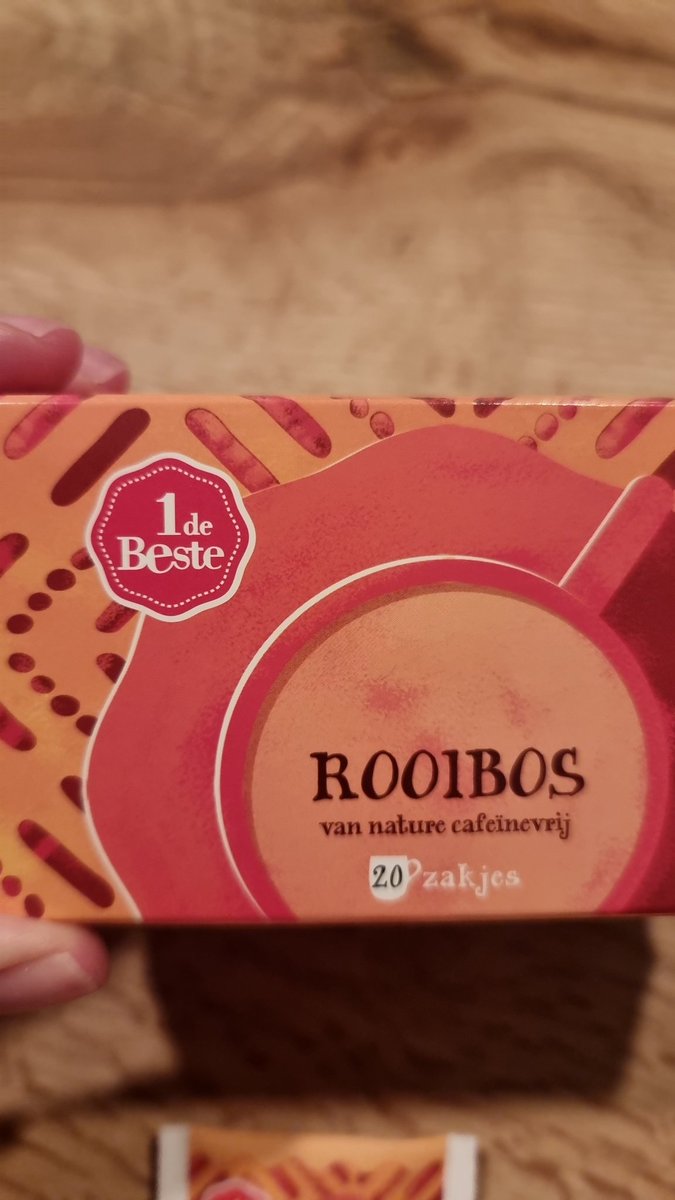 1 de
Beste
ROOIBOS
van nature cafeïnevrij
20 zakjes